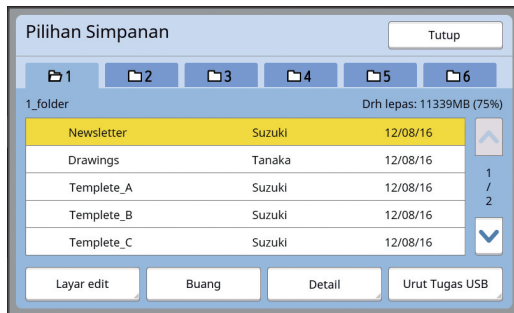 Pilihan Simpanan
Tutup
1 2 3 4 5 6
1_folder Drh lepas: 11339MB (75%)
Newsletter Suzuki 12/08/16
Drawings Tanaka 12/08/16
Templete_A Suzuki 12/08/16
Templete_B Suzuki 12/08/16
Templete_C Suzuki 12/08/16
1
/
2
Layar edit Buang Detail Urut Tugas USB